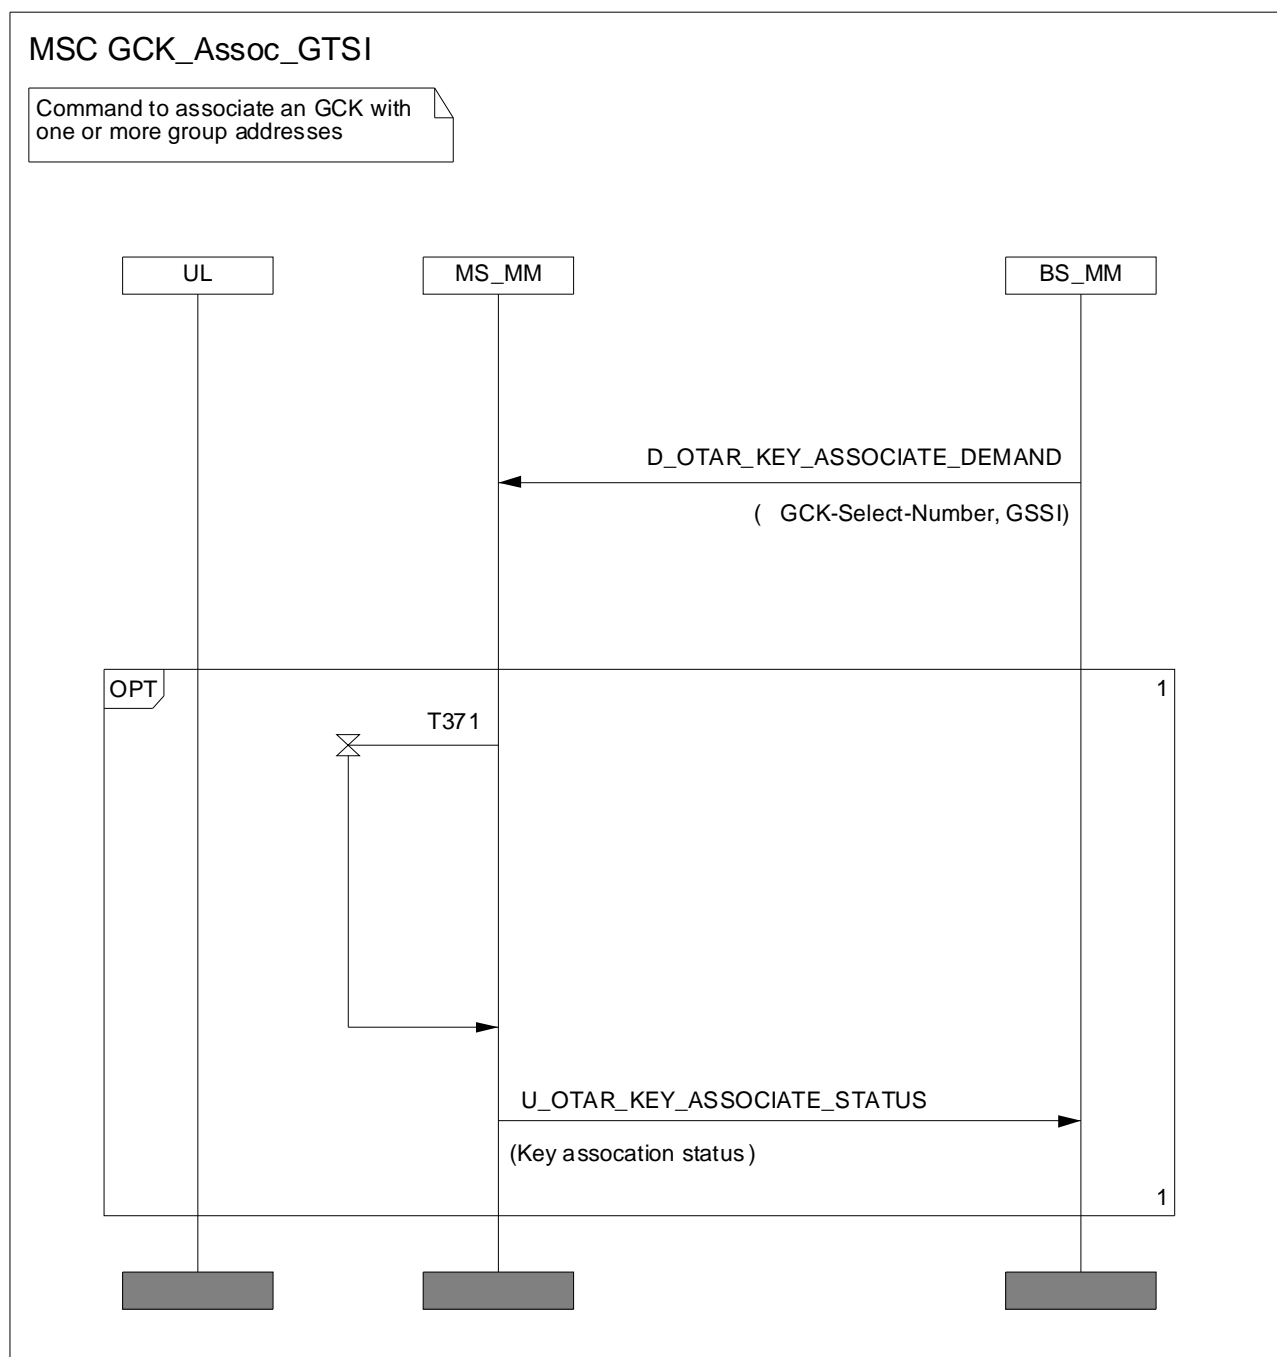 MSC GCK_Assoc_GTSI
Command to associate an GCK with
one or more group addresses
UL
MS_MM
BS_MM
D_OTAR_KEY_ASSOCIATE_DEMAND
( GCK-Select-Number, GSSI)
OPT
1
T371
U_OTAR_KEY_ASSOCIATE_STATUS
(Key assocation status)
1